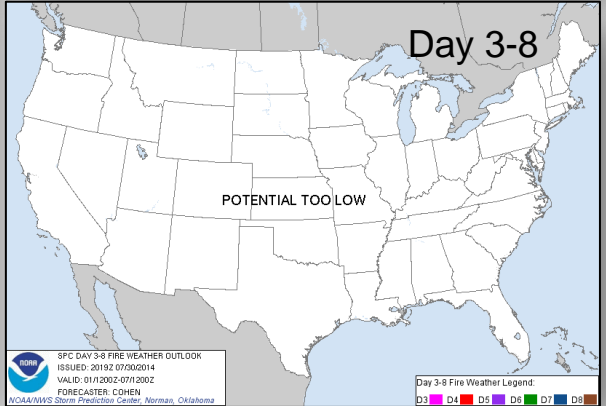 Day 3-8
POTENTIAL TOO LOW
NOAA
SPC DAY 3-8 FIRE WEATHER OUTLOOK
ISSUED: 2019Z 07/30/2014
VALID: 01/1200Z-07/1200Z
FORECASTER: COHEN
NOAA/NWS Storm Prediction Center, Norman, Oklahoma
Day 3-8 Fire Weather Legend:
D3 D4 D5 D6 D7 D8